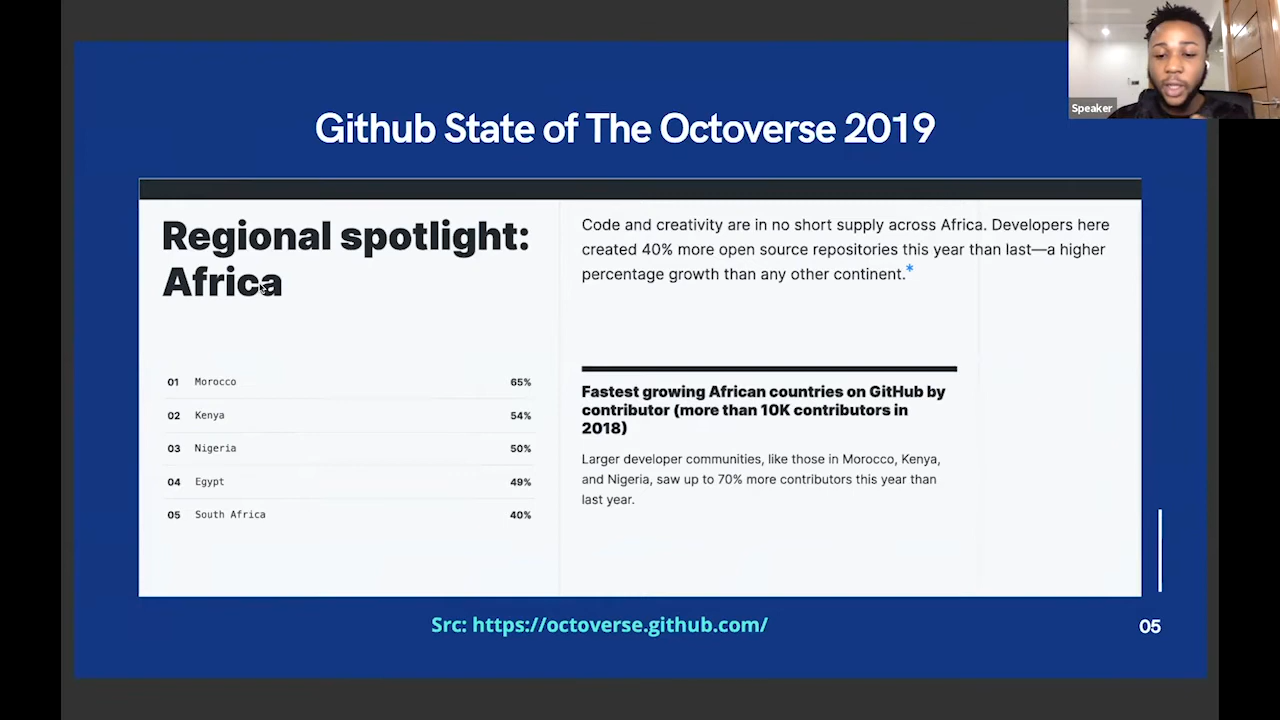 Speaker
Github State of The Octoverse 2019
Regional spotlight:
Africa
Code and creativity are in no short supply across Africa. Developers here
created 40% more open source repositories this year than last—a higher
percentage growth than any other continent.*
01 Morocco 65%
02 Kenya 54%
03 Nigeria 50%
04 Egypt 49%
05 South Africa 40%
Fastest growing African countries on GitHub by
contributor (more than 10K contributors in
2018)
Larger developer communities, like those in Morocco, Kenya,
and Nigeria, saw up to 70% more contributors this year than
last year.
Src: https://octoverse.github.com/
05